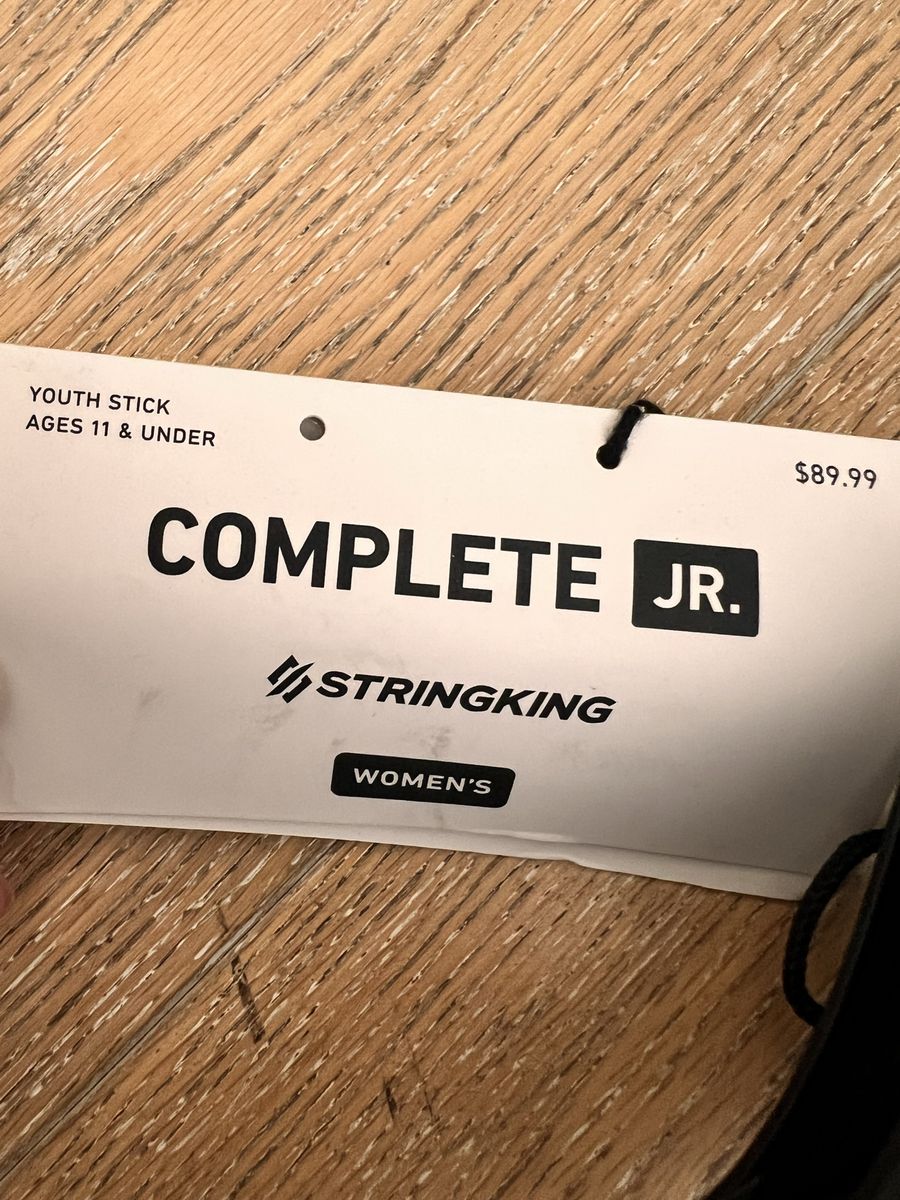 YOUTH STICK
AGES 11 & UNDER
$89.99
COMPLETE JR.
STRINGKING
WOMEN'S